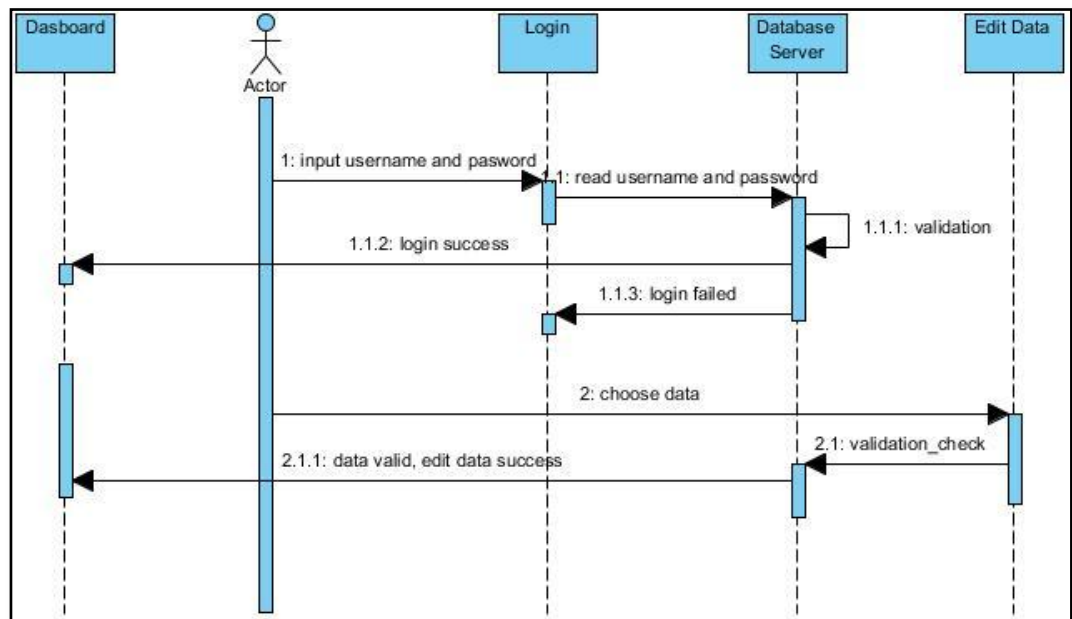 Dasboard
Actor
Login
Database
Server
Edit Data
1: input username and pasword
1.1: read username and password
1.1.1: validation
1.1.2: login success
1.1.3: login failed
2: choose data
2.1: validation_check
2.1.1: data valid, edit data success